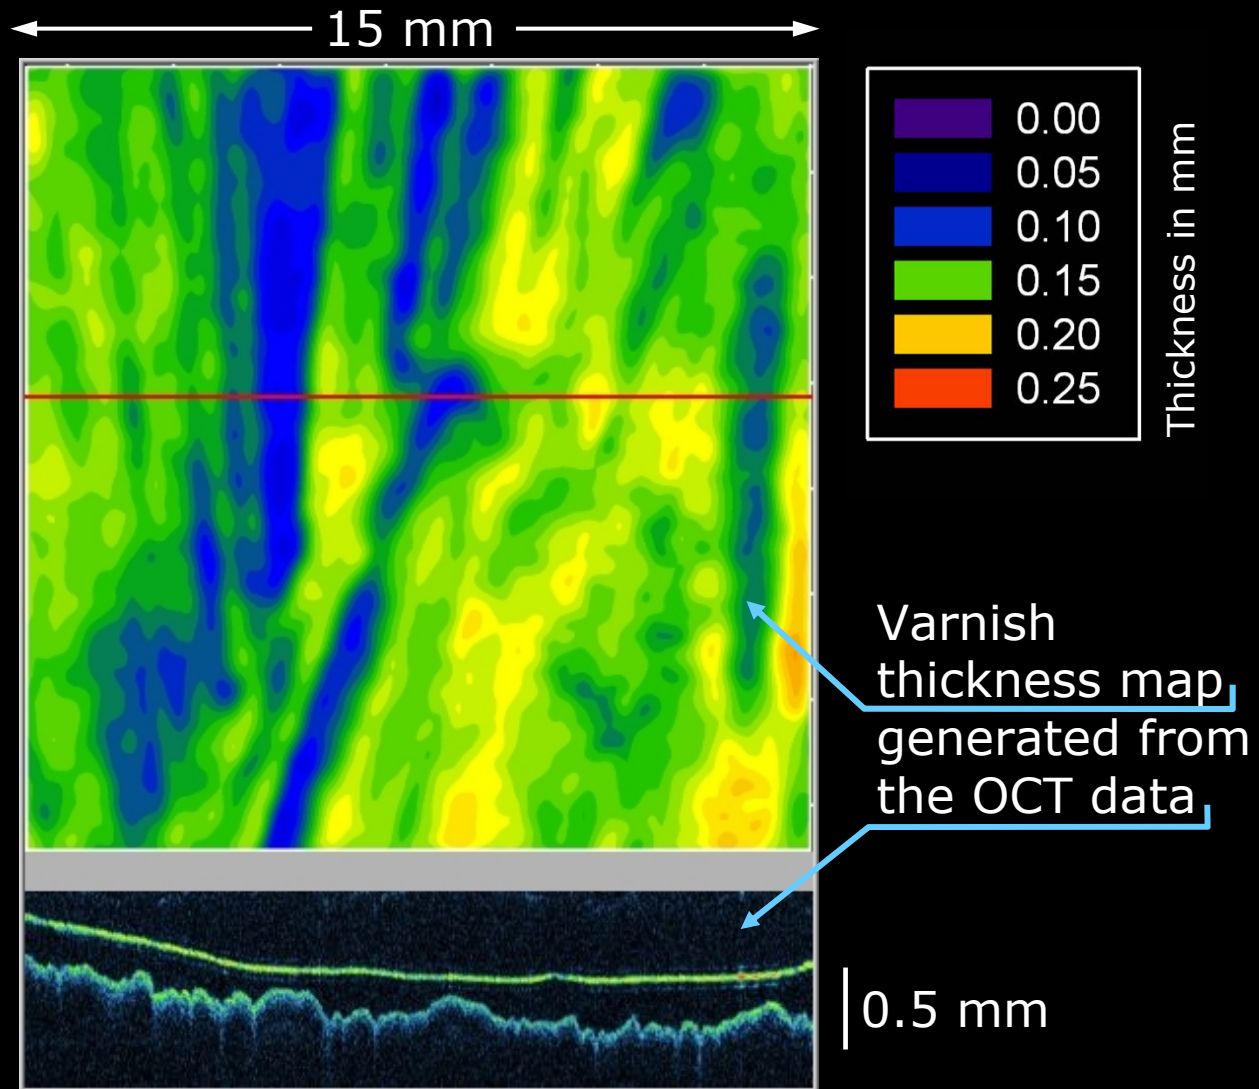 15 mm
0.00
0.05
0.10
0.15
0.20
0.25
Thickness in mm
Varnish
thickness map
generated from
the OCT data
0.5 mm